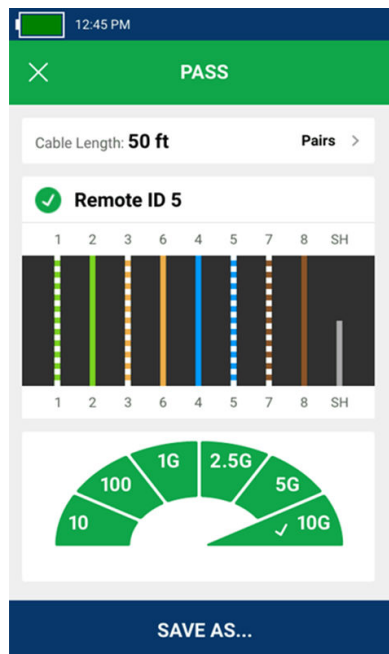 12:45 PM
PASS
Cable Length: 50 ft Pairs >
Remote ID 5
1 2 3 6 4 5 7 8 SH
1 2 3 6 4 5 7 8 SH
10 100 1G 2.5G 5G 10G
SAVE AS...